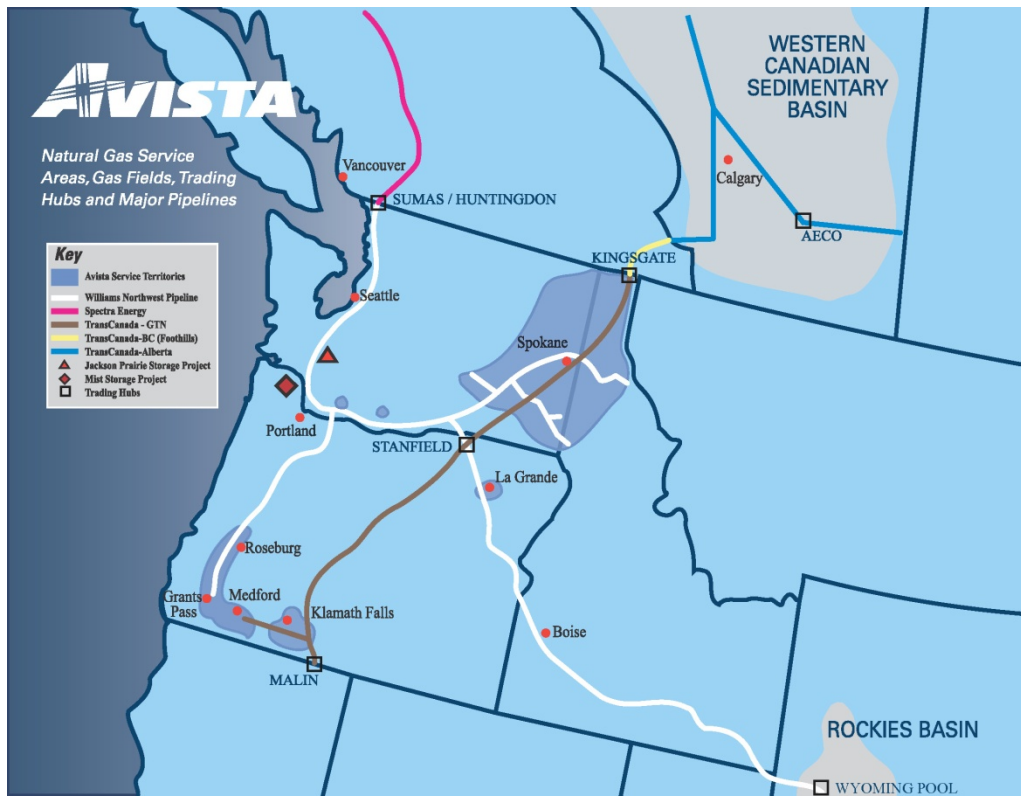 AVISTA
Natural Gas Service
Areas, Gas Fields, Trading
Hubs and Major Pipelines
Key
Avista Service Territories
Williams Northwest Pipeline
Spectra Energy
TransCanada - GTN
TransCanada-BC (Foothills)
TransCanada-Alberta
Jackson Prairie Storage Project
Mist Storage Project
Trading Hubs
WESTERN
CANADIAN
SEDIMENTARY
BASIN
Vancouver
SUMAS / HUNTINGDON
Calgary
AECO
KINGSGATE
Seattle
Spokane
Portland
STANFIELD
La Grande
Roseburg
Grants
Pass
Medford
Klamath Falls
Boise
MALIN
ROCKIES BASIN
WYOMING POOL